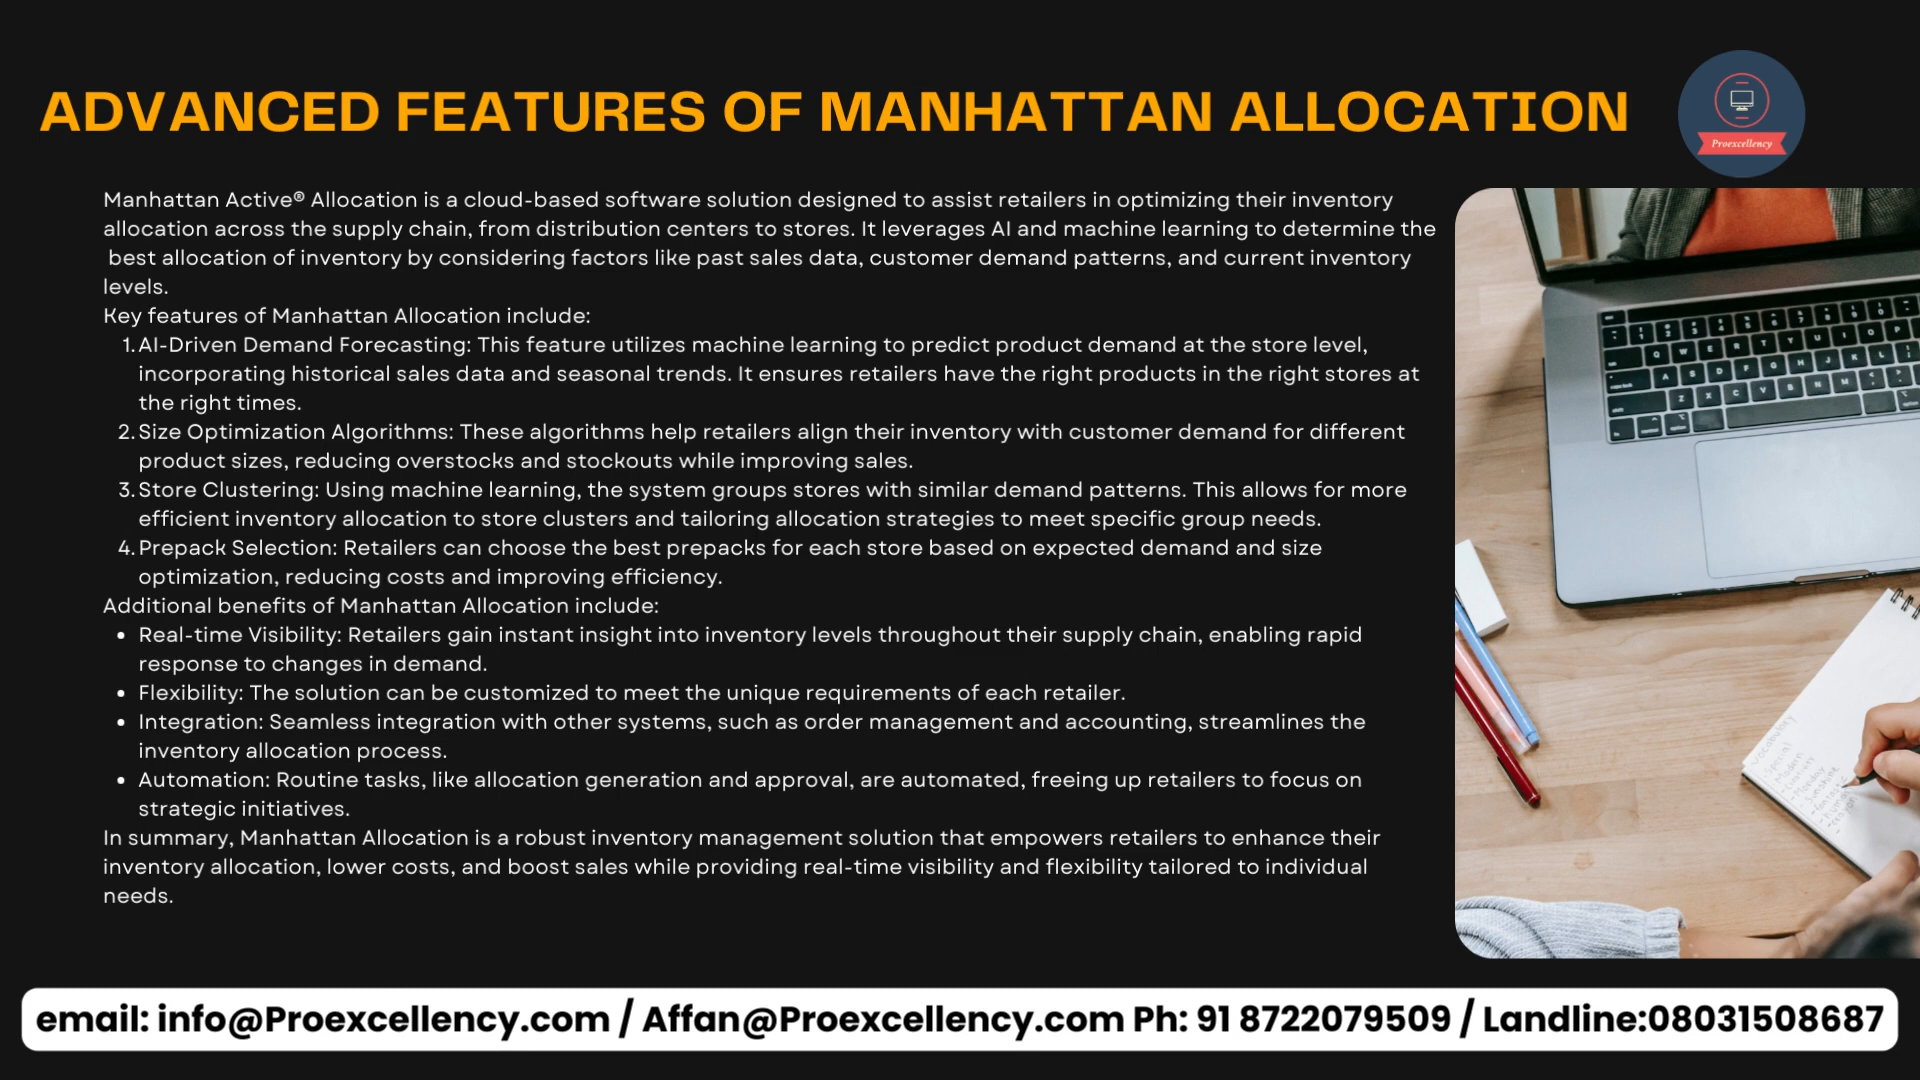 ADVANCED FEATURES OF MANHATTAN ALLOCATION
Proexcellency
Manhattan Active® Allocation is a cloud-based software solution designed to assist retailers in optimizing their inventory
allocation across the supply chain, from distribution centers to stores. It leverages AI and machine learning to determine the
best allocation of inventory by considering factors like past sales data, customer demand patterns, and current inventory
levels.
Key features of Manhattan Allocation include:
1. AI-Driven Demand Forecasting: This feature utilizes machine learning to predict product demand at the store level,
incorporating historical sales data and seasonal trends. It ensures retailers have the right products in the right stores at
the right times.
2. Size Optimization Algorithms: These algorithms help retailers align their inventory with customer demand for different
product sizes, reducing overstocks and stockouts while improving sales.
3. Store Clustering: Using machine learning, the system groups stores with similar demand patterns. This allows for more
efficient inventory allocation to store clusters and tailoring allocation strategies to meet specific group needs.
4. Prepack Selection: Retailers can choose the best prepacks for each store based on expected demand and size
optimization, reducing costs and improving efficiency.
Additional benefits of Manhattan Allocation include:
• Real-time Visibility: Retailers gain instant insight into inventory levels throughout their supply chain, enabling rapid
response to changes in demand.
• Flexibility: The solution can be customized to meet the unique requirements of each retailer.
• Integration: Seamless integration with other systems, such as order management and accounting, streamlines the
inventory allocation process.
• Automation: Routine tasks, like allocation generation and approval, are automated, freeing up retailers to focus on
strategic initiatives.
In summary, Manhattan Allocation is a robust inventory management solution that empowers retailers to enhance their
inventory allocation, lower costs, and boost sales while providing real-time visibility and flexibility tailored to individual
needs.
Vocabulary
email: info@Proexcellency.com / Affan@Proexcellency.com Ph: 91 8722079509 / Landline:08031508687